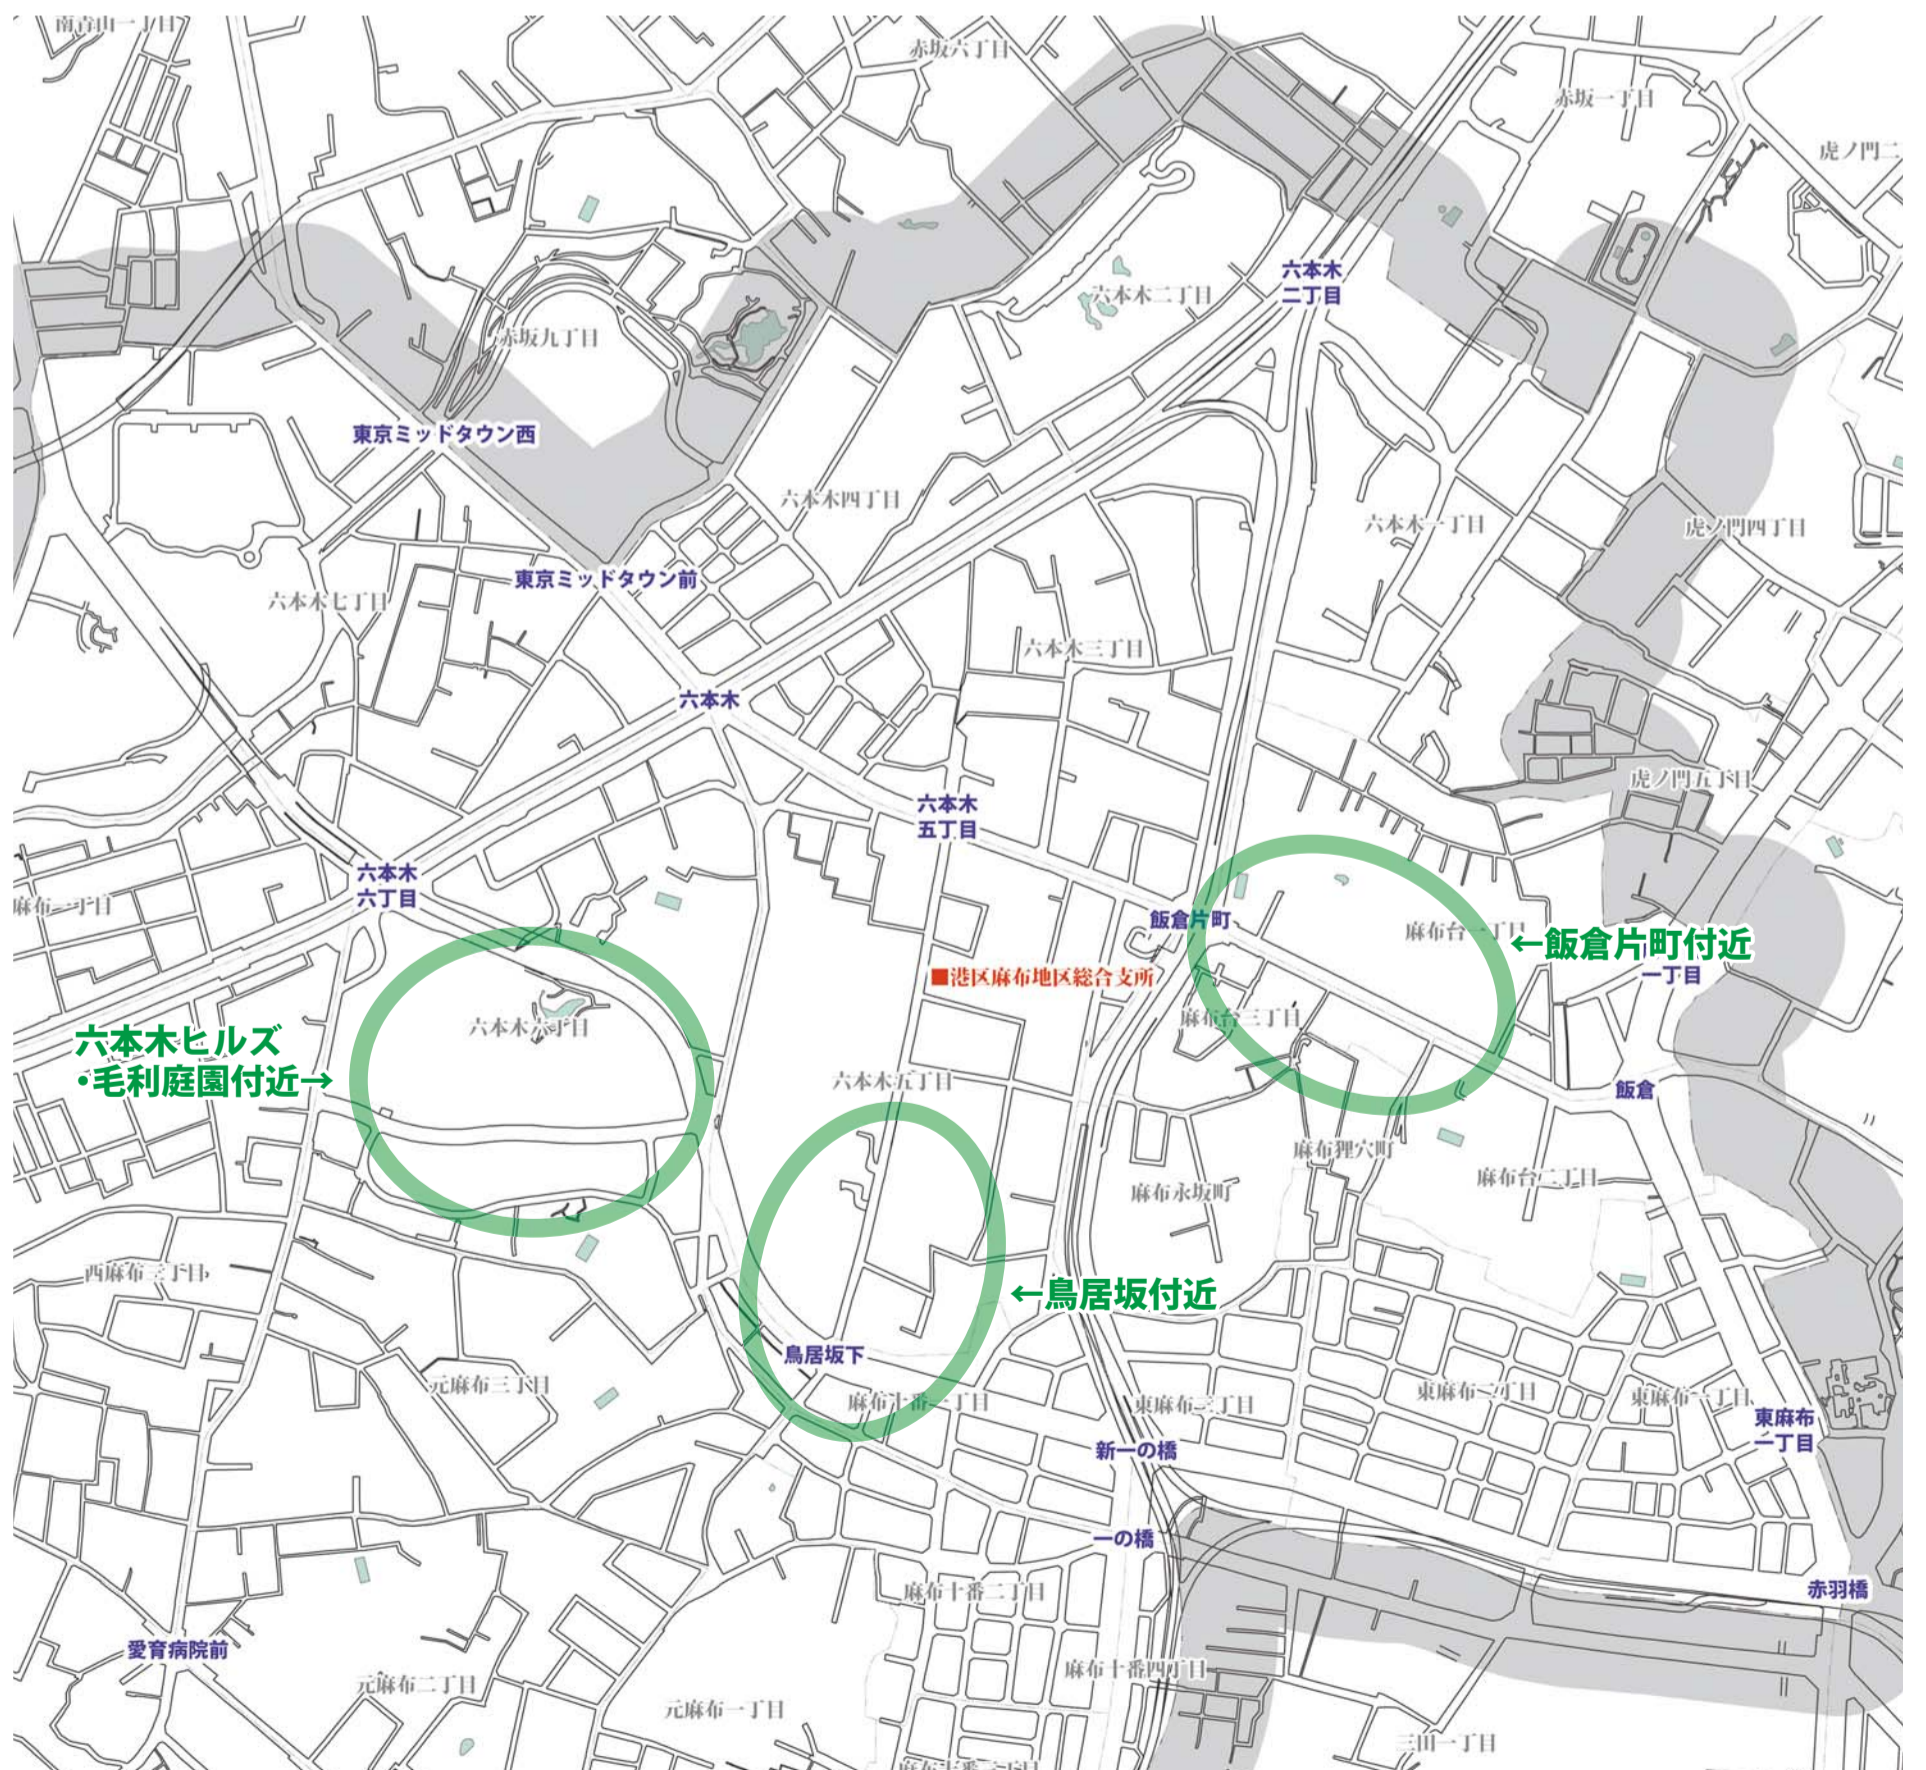 南青山一丁目
赤坂六丁目
赤坂一丁目
虎ノ門二
六本木
二丁目
六本木二丁目
赤坂九丁目
東京ミッドタウン西
六本木四丁目
六本木一丁目
虎ノ門四丁目
東京ミッドタウン前
六本木七丁目
六本木三丁目
六本木
虎ノ門五丁目
六本木
五丁目
六本木
六丁目
麻布一丁目
飯倉片町
麻布台一丁目
←飯倉片町付近
一丁目
■港区麻布地区総合支所
麻布台三丁目
六本木六丁目
六本木ヒルズ
・毛利庭園付近→
六本木五丁目
飯倉
麻布狸穴町
麻布台二丁目
麻布永坂町
西麻布三丁目
←鳥居坂付近
鳥居坂下
元麻布三丁目
麻布十番一丁目
東麻布三丁目
東麻布二丁目
東麻布一丁目
東麻布
一丁目
新一の橋
一の橋
赤羽橋
麻布十番二丁目
愛育病院前
麻布十番四丁目
元麻布二丁目
元麻布一丁目
三田一丁目
麻布十番三丁目